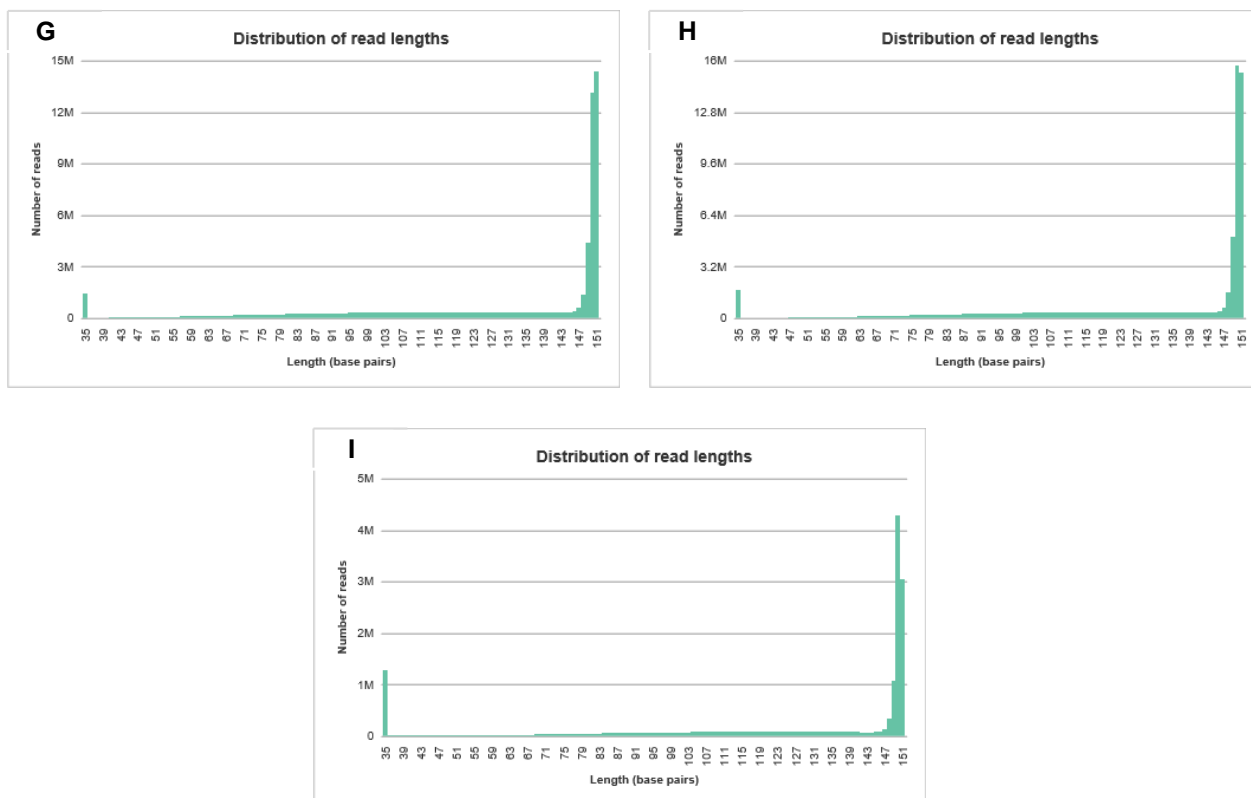 G
Distribution of read lengths
15M
12M
9M
6M
3M
0
Number of reads
35 39 43 47 51 55 59 63 67 71 75 79 83 87 91 95 99 103 107 111 115 119 123 127 131 135 139 143 147 151
Length (base pairs)
H
Distribution of read lengths
16M
12.8M
9.6M
6.4M
3.2M
0
Number of reads
35 39 43 47 51 55 59 63 67 71 75 79 83 87 91 95 99 103 107 111 115 119 123 127 131 135 139 143 147 151
Length (base pairs)
I
Distribution of read lengths
5M
4M
3M
2M
1M
0
Number of reads
35 39 43 47 51 55 59 63 67 71 75 79 83 87 91 95 99 103 107 111 115 119 123 127 131 135 139 143 147 151
Length (base pairs)